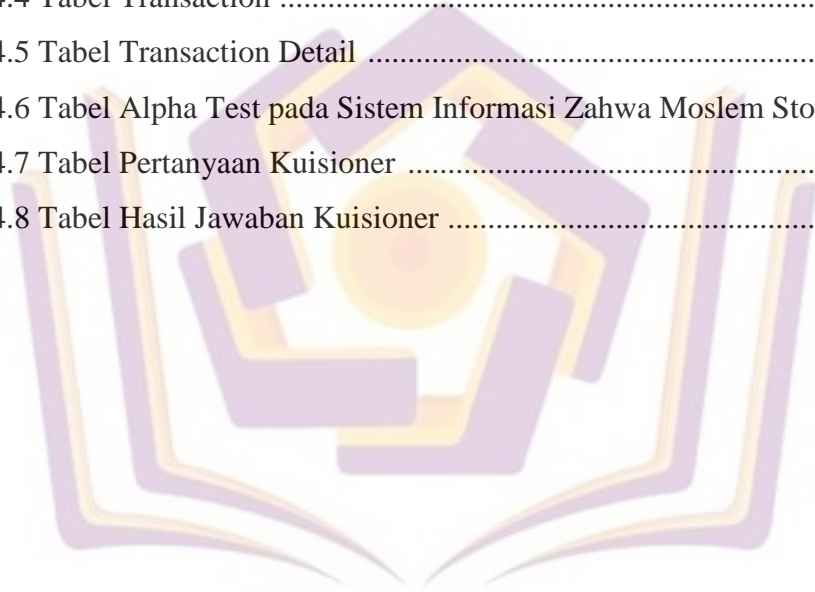 4.4 Tabel Transaction ........................................................................
4.5 Tabel Transaction Detail ............................................................
4.6 Tabel Alpha Test pada Sistem Informasi Zahwa Moslem Sto
4.7 Tabel Pertanyaan Kuisioner .......................................................
4.8 Tabel Hasil Jawaban Kuisioner ..................................................